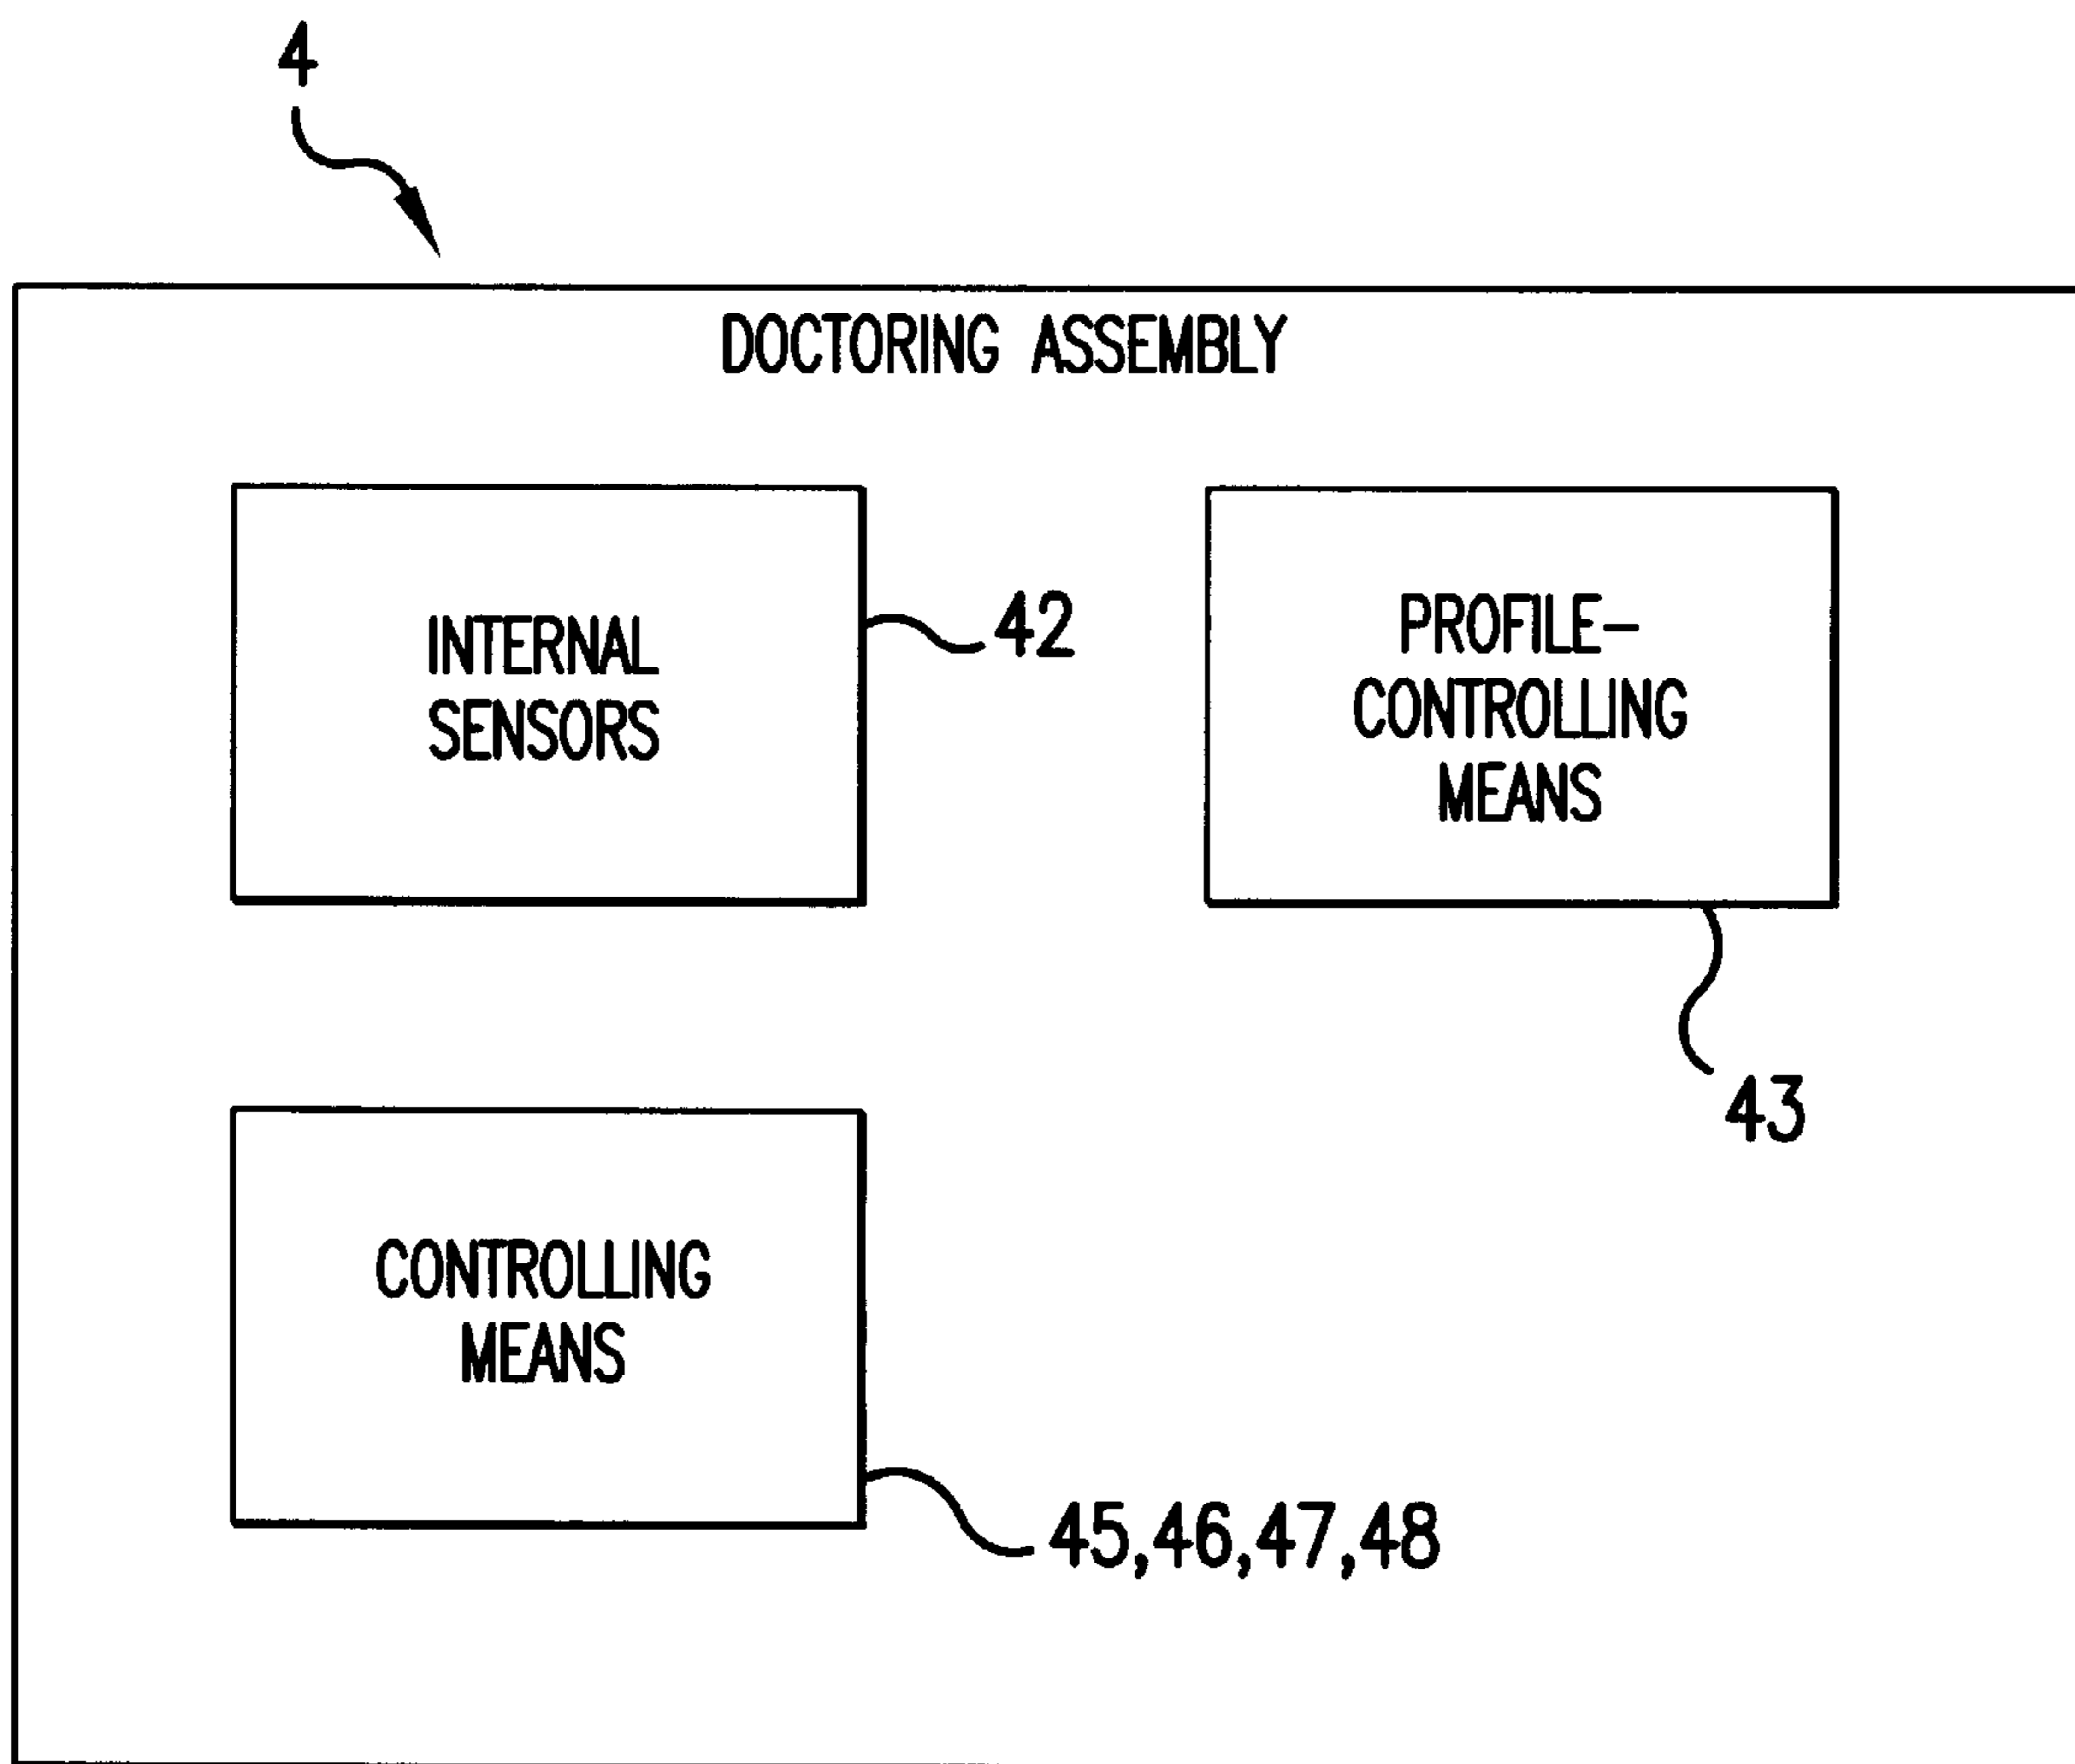 4
DOCTORING ASSEMBLY
INTERNAL
SENSORS
42
PROFILE-
CONTROLLING
MEANS
43
CONTROLLING
MEANS
45,46,47,48